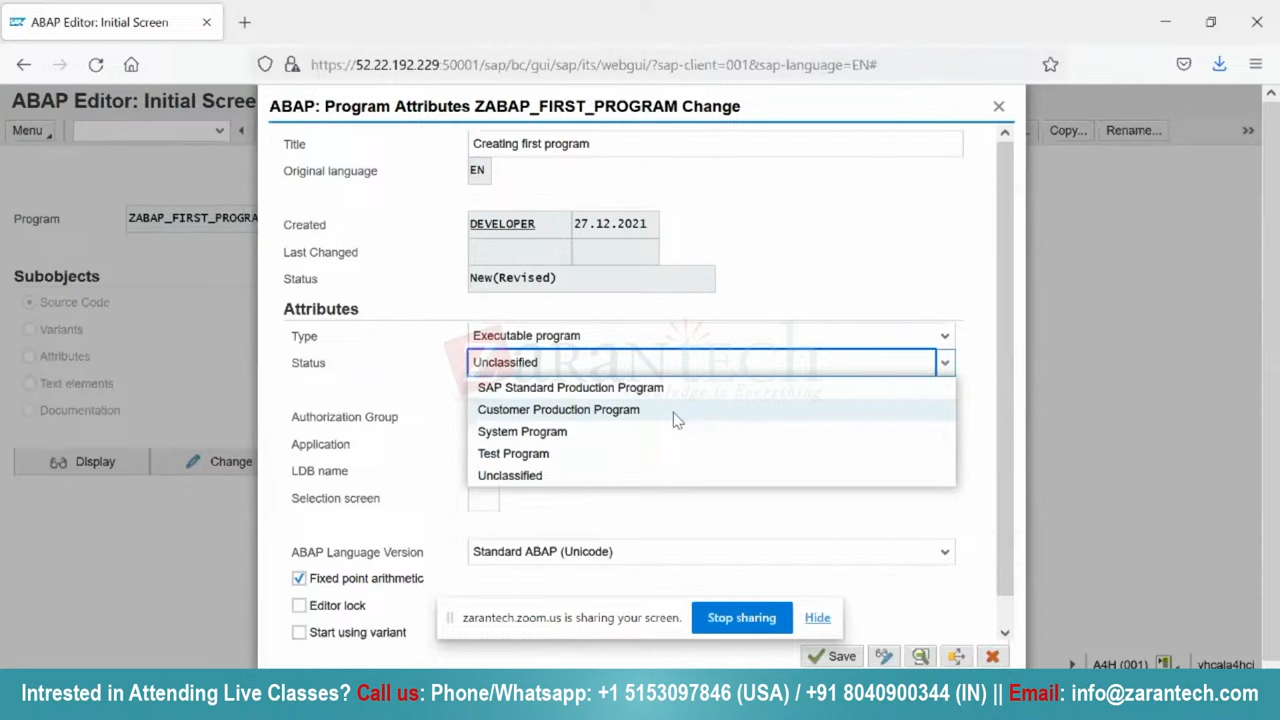 ABAP Editor: Initial Screen
https://52.22.192.229:50001/sap/bc/gui/sap/its/webgui/?sap-client=001&sap-language=EN#
ABAP Editor: Initial Scree
ABAP: Program Attributes ZABAP_FIRST_PROGRAM Change
Menu
Copy...
Rename...
Title
Creating first program
Original language
EN
Program
ZABAP_FIRST_PROGRA
Created
DEVELOPER
27.12.2021
Last Changed
Status
New(Revised)
Subobjects
Source Code
Variants
Attributes
Text elements
Documentation
Display
Change
Attributes
Type
Executable program
Status
Unclassified
SAP Standard Production Program
Customer Production Program
System Program
Test Program
Unclassified
Authorization Group
Application
LDB name
Selection screen
ABAP Language Version
Standard ABAP (Unicode)
Fixed point arithmetic
Editor lock
Start using variant
zarantech.zoom.us is sharing your screen.
Stop sharing
Hide
Save
A4H (001)
vhcala4hci
zarantech
Intrested in Attending Live Classes? Call us: Phone/Whatsapp: +1 5153097846 (USA) / +91 8040900344 (IN) || Email: info@zarantech.com